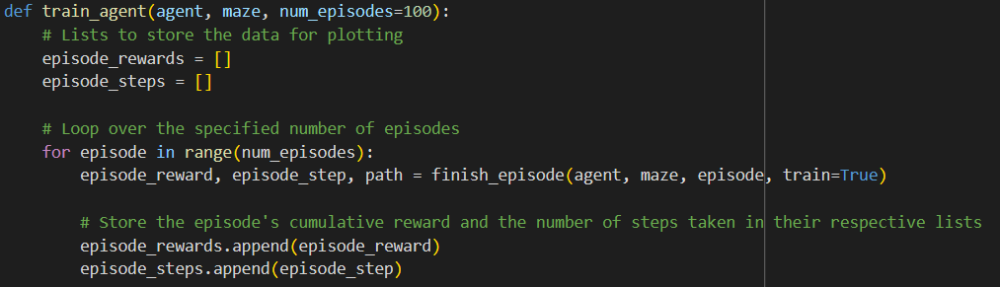 def train_agent(agent, maze, num_episodes=100):
    # Lists to store the data for plotting
    episode_rewards = []
    episode_steps = []

    # Loop over the specified number of episodes
    for episode in range(num_episodes):
        episode_reward, episode_step, path = finish_episode(agent, maze, episode, train=True)

        # Store the episode's cumulative reward and the number of steps taken in their respective lists
        episode_rewards.append(episode_reward)
        episode_steps.append(episode_step)